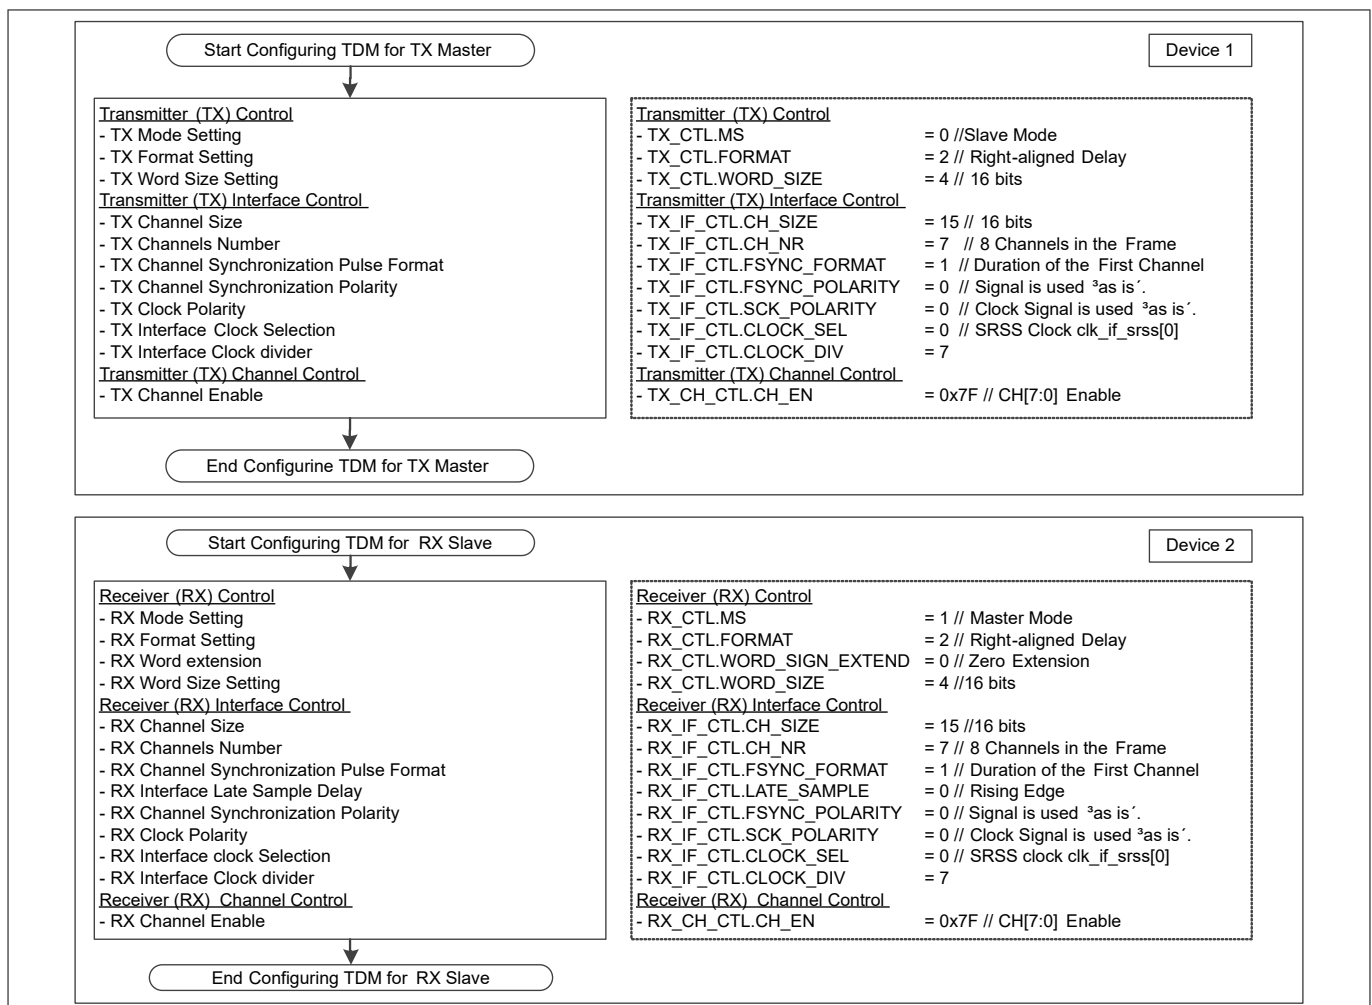 Start Configuring TDM for TX Master
Device 1
Transmitter (TX) Control
- TX Mode Setting
- TX Format Setting
- TX Word Size Setting
Transmitter (TX) Interface Control
- TX Channel Size
- TX Channels Number
- TX Channel Synchronization Pulse Format
- TX Channel Synchronization Polarity
- TX Clock Polarity
- TX Interface Clock Selection
- TX Interface Clock divider
Transmitter (TX) Channel Control
- TX Channel Enable
Transmitter (TX) Control
- TX_CTL.MS = 0 //Slave Mode
- TX_CTL.FORMAT = 2 // Right-aligned Delay
- TX_CTL.WORD_SIZE = 4 // 16 bits
Transmitter (TX) Interface Control
- TX_IF_CTL.CH_SIZE = 15 // 16 bits
- TX_IF_CTL.CH_NR = 7 // 8 Channels in the Frame
- TX_IF_CTL.FSYNC_FORMAT = 1 // Duration of the First Channel
- TX_IF_CTL.FSYNC_POLARITY = 0 // Signal is used ³as is´.
- TX_IF_CTL.SCK_POLARITY = 0 // Clock Signal is used ³as is´.
- TX_IF_CTL.CLOCK_SEL = 0 // SRSS Clock clk_if_srss[0]
- TX_IF_CTL.CLOCK_DIV = 7
Transmitter (TX) Channel Control
- TX_CH_CTL.CH_EN = 0x7F // CH[7:0] Enable
End Configurine TDM for TX Master
Start Configuring TDM for RX Slave
Device 2
Receiver (RX) Control
- RX Mode Setting
- RX Format Setting
- RX Word extension
- RX Word Size Setting
Receiver (RX) Interface Control
- RX Channel Size
- RX Channels Number
- RX Channel Synchronization Pulse Format
- RX Interface Late Sample Delay
- RX Channel Synchronization Polarity
- RX Clock Polarity
- RX Interface clock Selection
- RX Interface Clock divider
Receiver (RX) Channel Control
- RX Channel Enable
Receiver (RX) Control
- RX_CTL.MS = 1 // Master Mode
- RX_CTL.FORMAT = 2 // Right-aligned Delay
- RX_CTL.WORD_SIGN_EXTEND = 0 // Zero Extension
- RX_CTL.WORD_SIZE = 4 //16 bits
Receiver (RX) Interface Control
- RX_IF_CTL.CH_SIZE = 15 //16 bits
- RX_IF_CTL.CH_NR = 7 // 8 Channels in the Frame
- RX_IF_CTL.FSYNC_FORMAT = 1 // Duration of the First Channel
- RX_IF_CTL.LATE_SAMPLE = 0 // Rising Edge
- RX_IF_CTL.FSYNC_POLARITY = 0 // Signal is used ³as is´.
- RX_IF_CTL.SCK_POLARITY = 0 // Clock Signal is used ³as is´.
- RX_IF_CTL.CLOCK_SEL = 0 // SRSS clock clk_if_srss[0]
- RX_IF_CTL.CLOCK_DIV = 7
Receiver (RX) Channel Control
- RX_CH_CTL.CH_EN = 0x7F // CH[7:0] Enable
End Configuring TDM for RX Slave